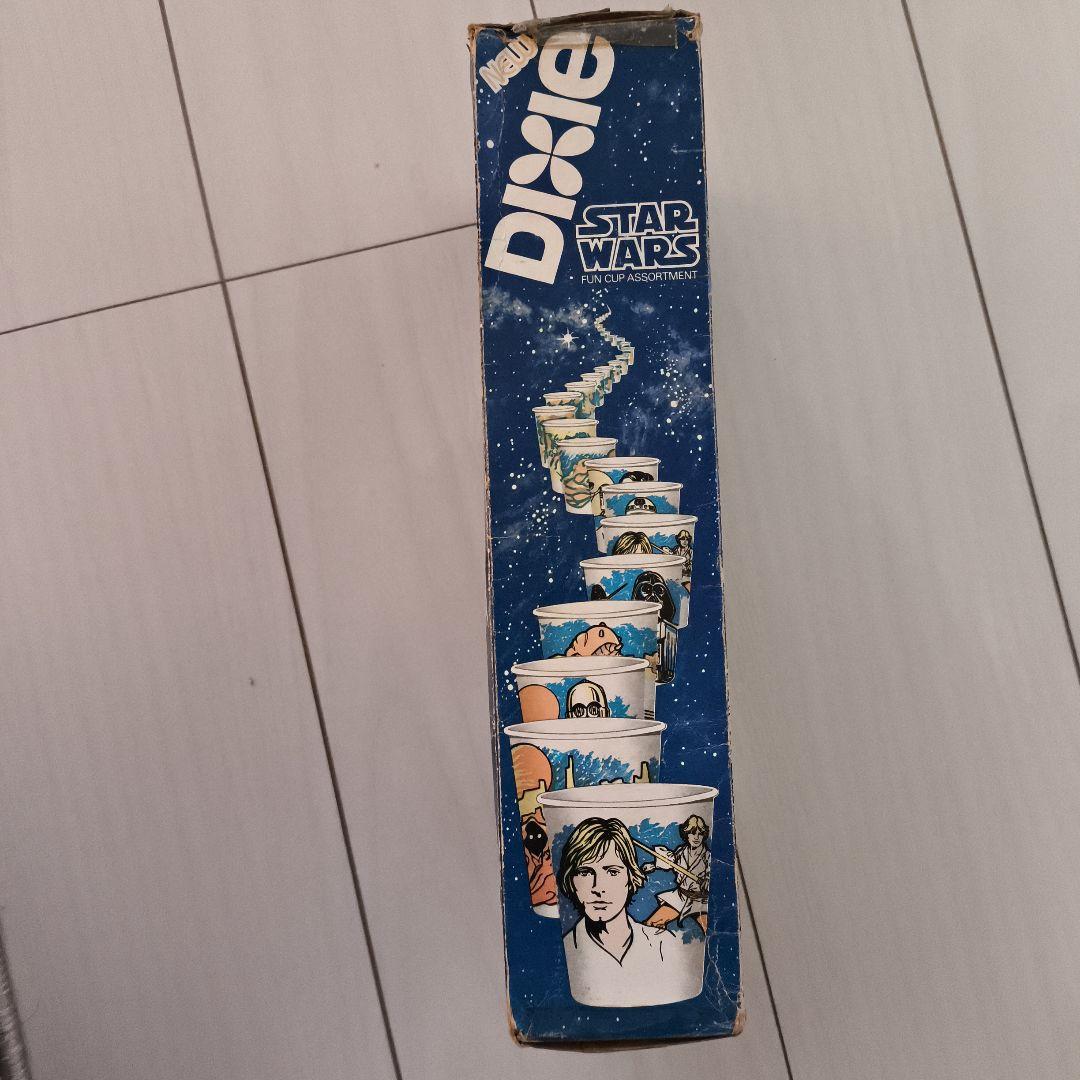 New
DIXIE
STAR
WARS
FUN CUP ASSORTMENT